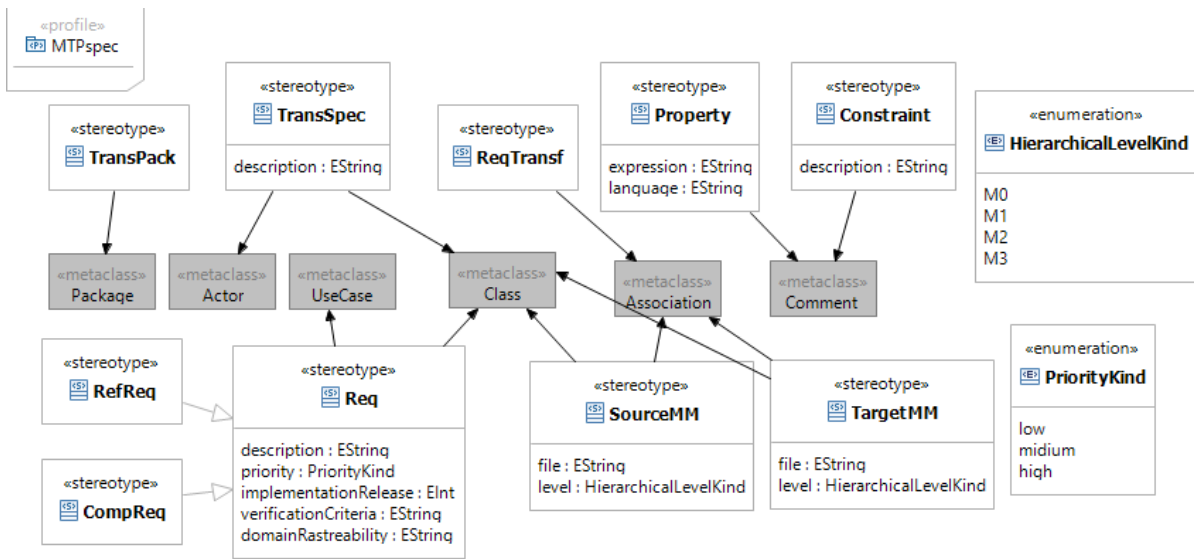 «profile»
MTPspec
«stereotype»
TransPack
«stereotype»
TransSpec
description : EString
«stereotype»
ReqTransf
«stereotype»
Property
expression : EString
language : EString
«stereotype»
Constraint
description : EString
«enumeration»
HierarchicalLevelKind
M0
M1
M2
M3
«metaclass»
Package
«metaclass»
Actor
«metaclass»
UseCase
«metaclass»
Class
«metaclass»
Association
«metaclass»
Comment
«stereotype»
RefReq
«stereotype»
CompReq
«stereotype»
Req
description : EString
priority : PriorityKind
implementationRelease : EInt
verificationCriteria : EString
domainRastreability : EString
«stereotype»
SourceMM
file : EString
level : HierarchicalLevelKind
«stereotype»
TargetMM
file : EString
level : HierarchicalLevelKind
«enumeration»
PriorityKind
low
midium
high